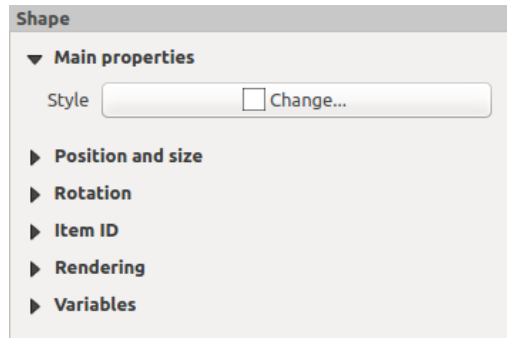 Shape
Main properties
Style Change...
Position and size
Rotation
Item ID
Rendering
Variables